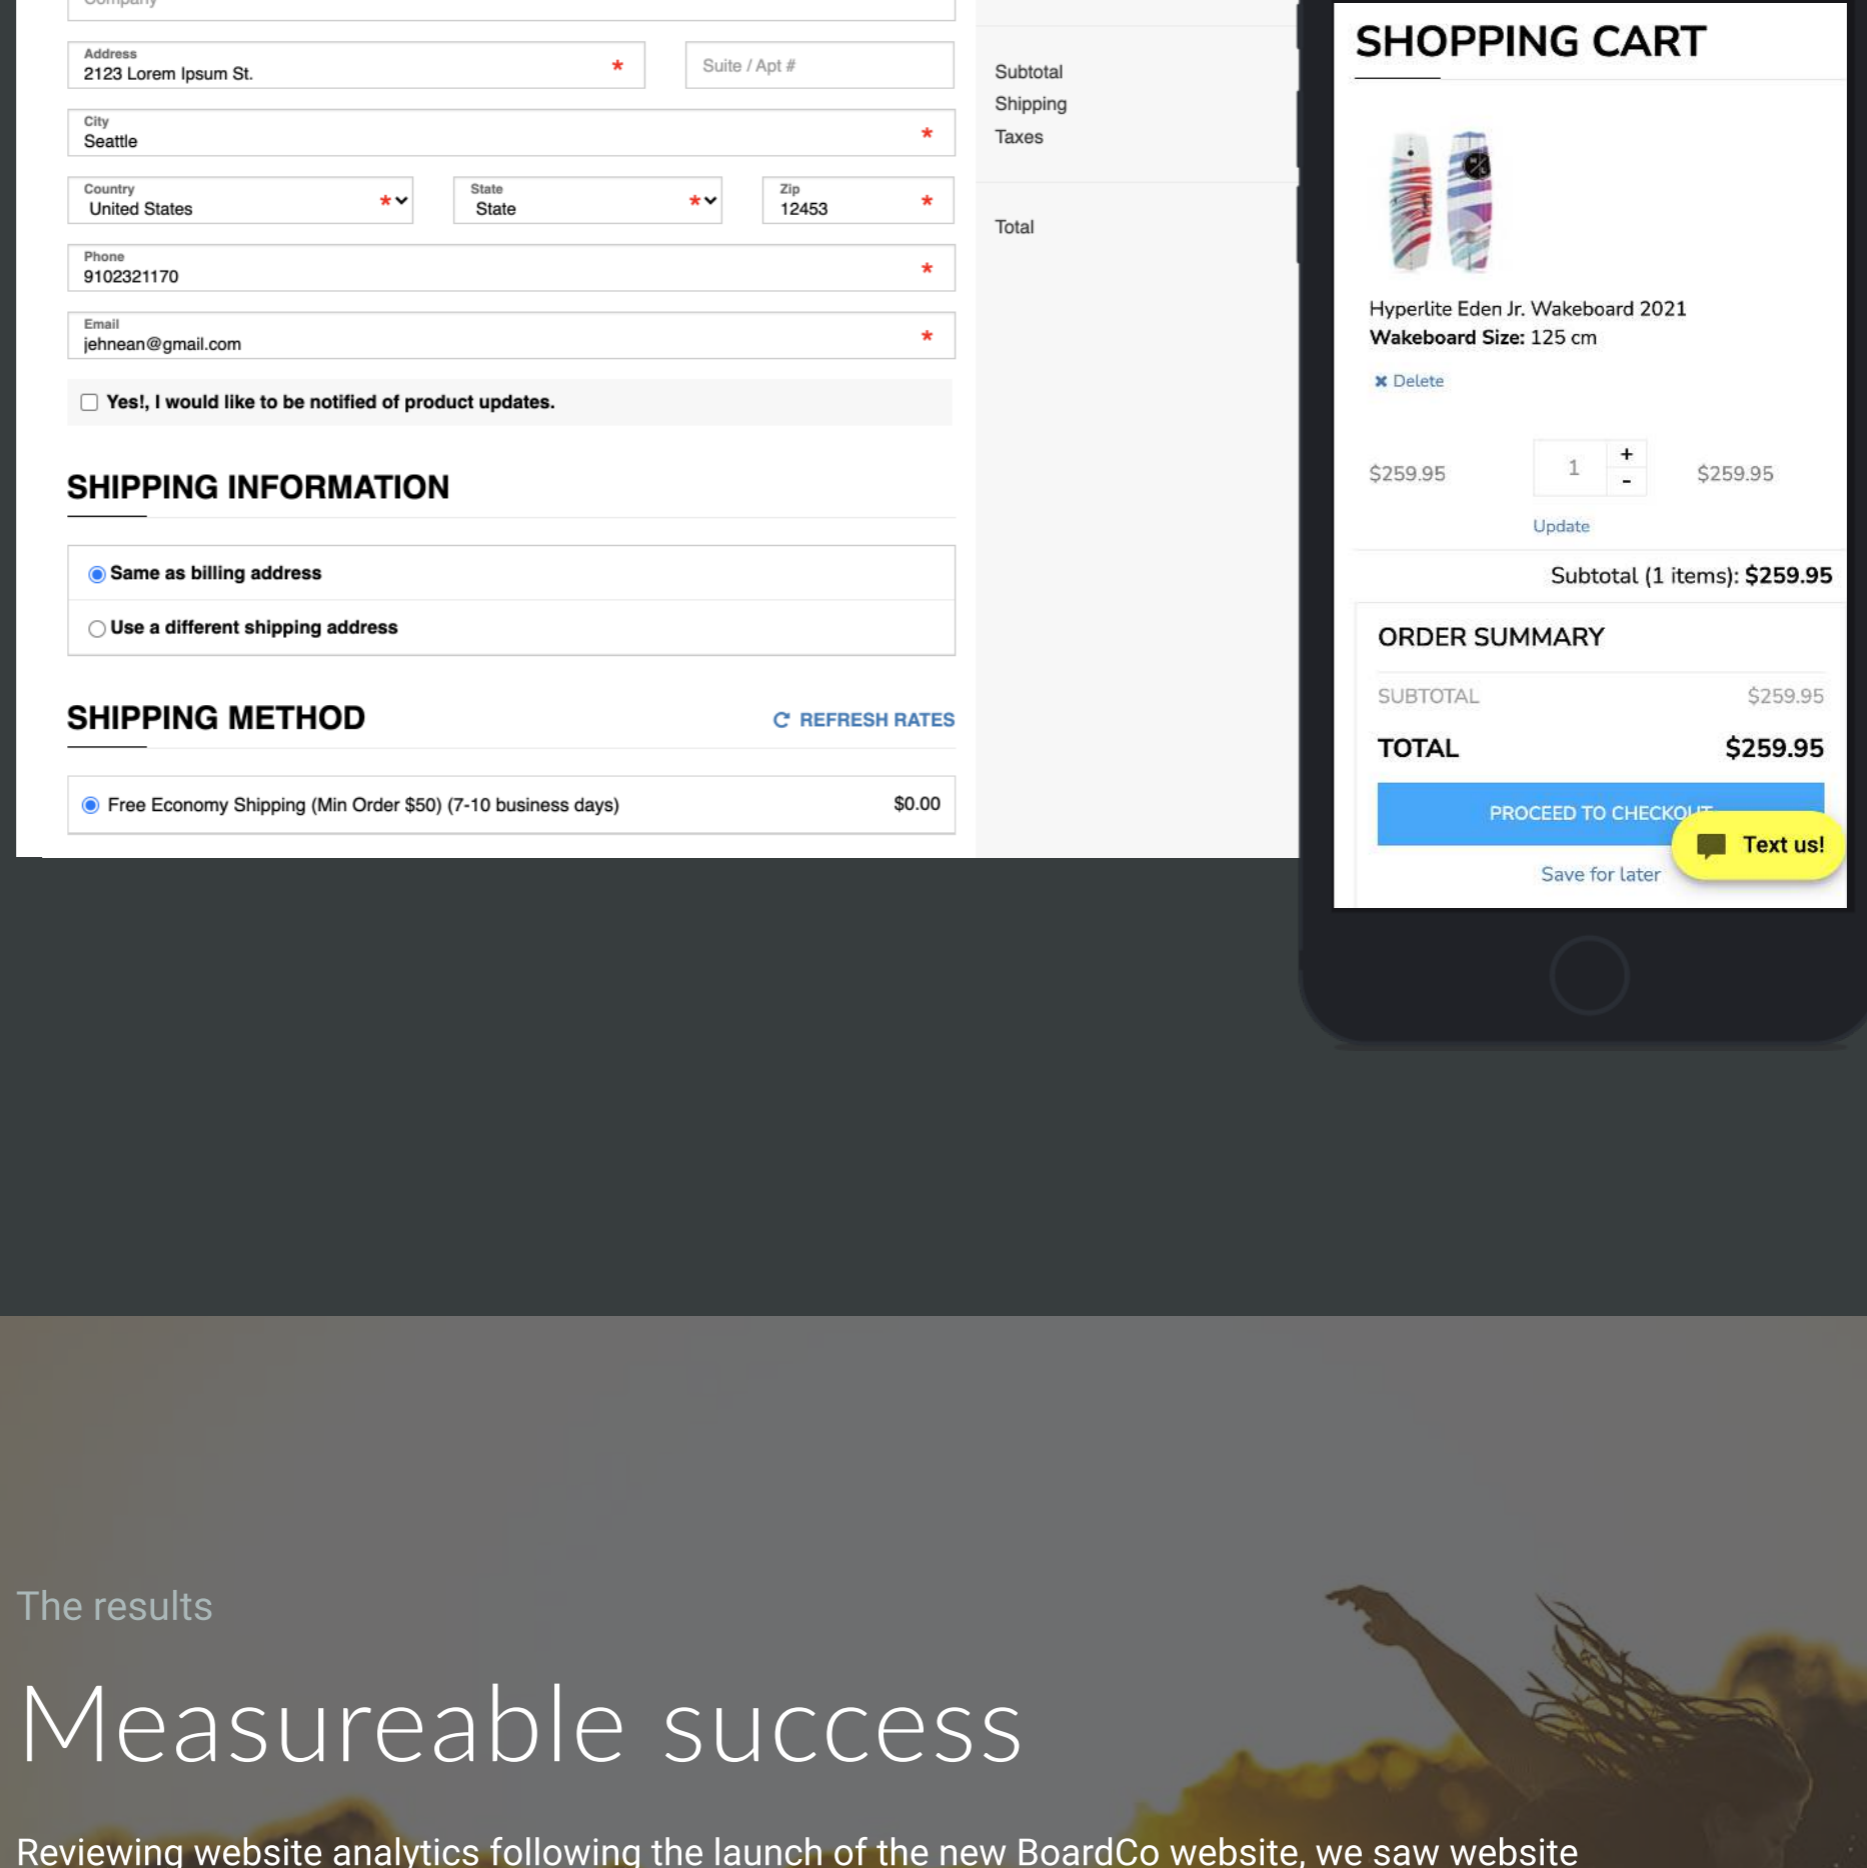 Company
Address
2123 Lorem Ipsum St. *
Suite / Apt #
City
Seattle *
Country
United States *
State
State *
Zip
12453 *
Phone
9102321170 *
Email
jehnean@gmail.com *
Yes!, I would like to be notified of product updates.
SHIPPING INFORMATION
Same as billing address
Use a different shipping address
SHIPPING METHOD
REFRESH RATES
Free Economy Shipping (Min Order $50) (7-10 business days) $0.00
Subtotal
Shipping
Taxes
Total
SHOPPING CART
Hyperlite Eden Jr. Wakeboard 2021
Wakeboard Size: 125 cm
Delete
$259.95 1 + - $259.95
Update
Subtotal (1 items): $259.95
ORDER SUMMARY
SUBTOTAL $259.95
TOTAL $259.95
PROCEED TO CHECKOUT
Text us!
Save for later
The results
Measureable success
Reviewing website analytics following the launch of the new BoardCo website, we saw website